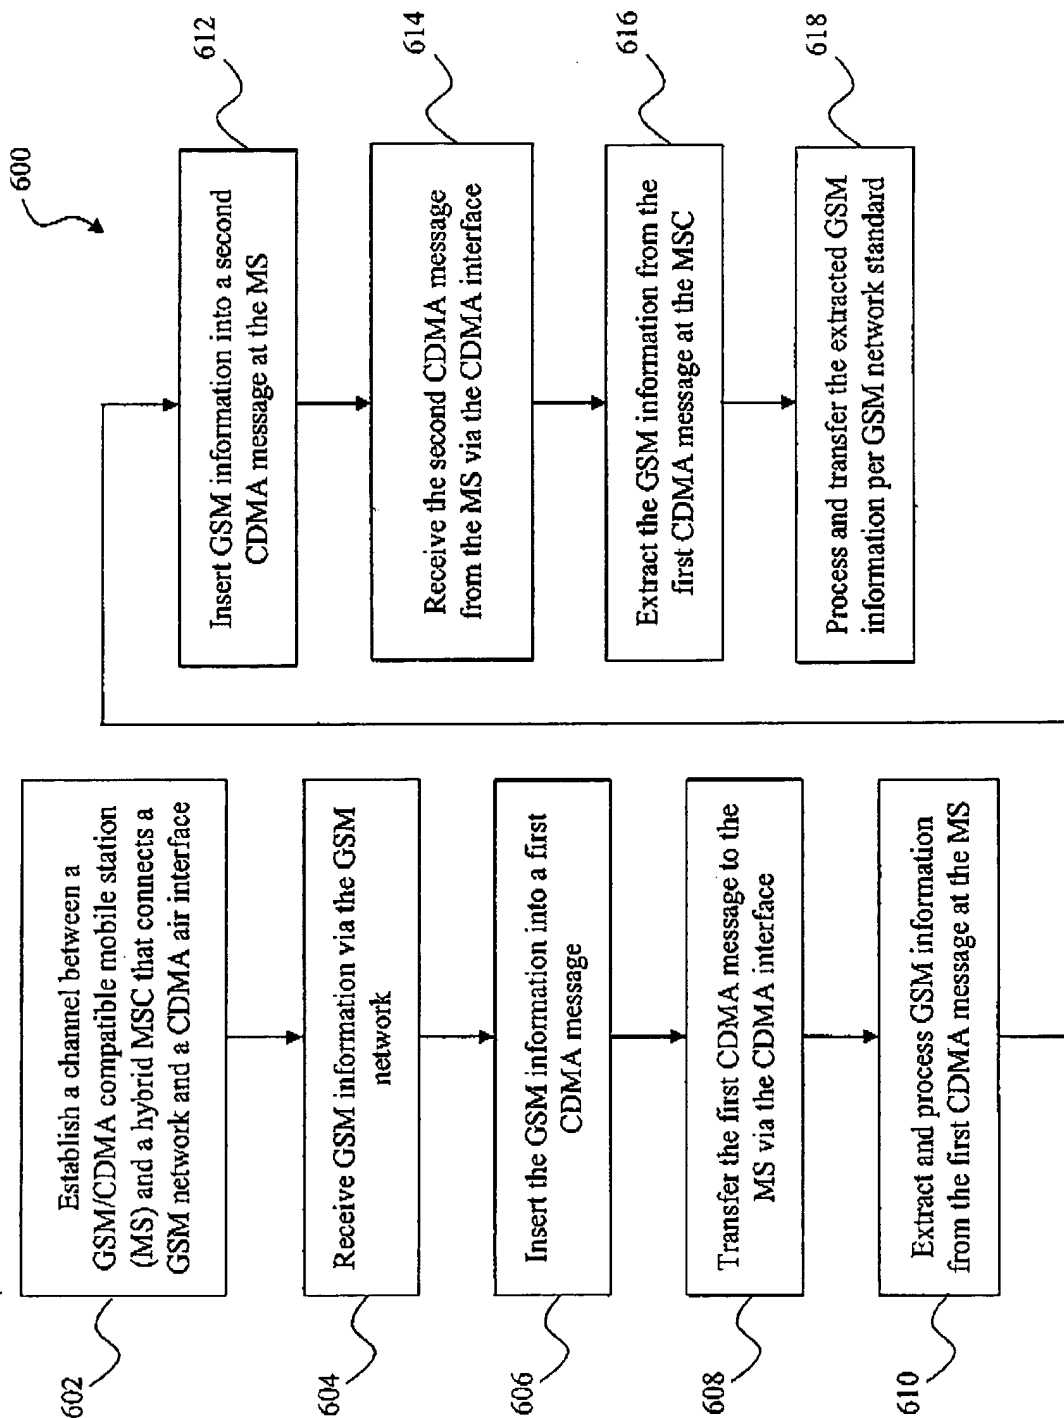 600
602
Establish a channel between a
GSM/CDMA compatible mobile station
(MS) and a hybrid MSC that connects a
GSM network and a CDMA air interface
604
Receive GSM information via the GSM
network
606
Insert the GSM information into a first
CDMA message
608
Transfer the first CDMA message to the
MS via the CDMA interface
610
Extract and process GSM information
from the first CDMA message at the MS
612
Insert GSM information into a second
CDMA message at the MS
614
Receive the second CDMA message
from the MS via the CDMA interface
616
Extract the GSM information from the
first CDMA message at the MSC
618
Process and transfer the extracted GSM
information per GSM network standard